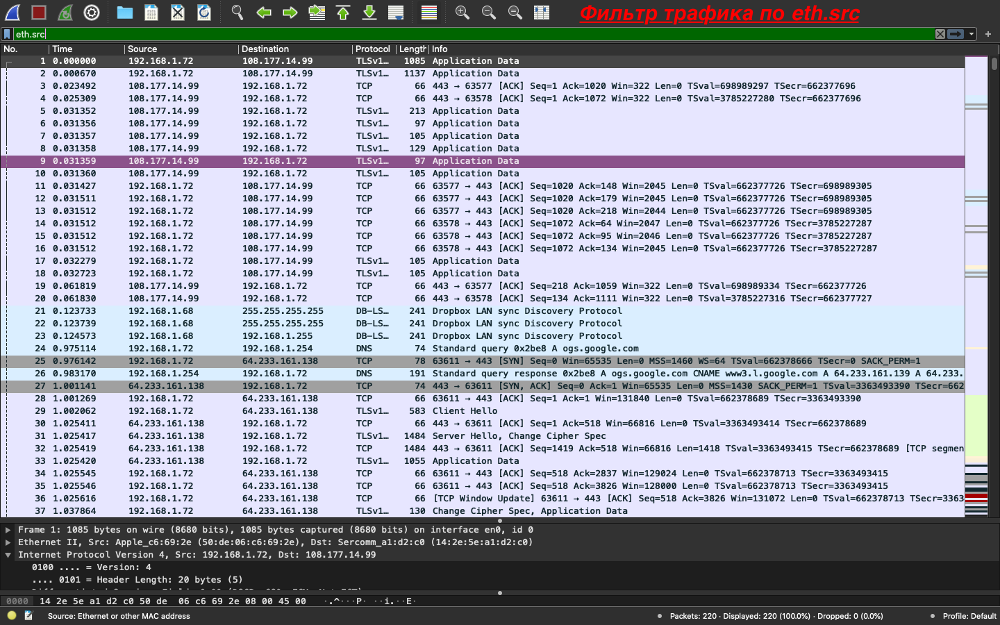 Фильтр трафика по eth.src
eth.src
No. Time Source Destination Protocol Length Info
1 0.000000 192.168.1.72 108.177.14.99 TLSv1… 1085 Application Data
2 0.000670 192.168.1.72 108.177.14.99 TLSv1… 1137 Application Data
3 0.023492 108.177.14.99 192.168.1.72 TCP 66 443 → 63577 [ACK] Seq=1 Ack=1020 Win=322 Len=0 TSval=698989297 TSecr=662377696
4 0.025309 108.177.14.99 192.168.1.72 TCP 66 443 → 63578 [ACK] Seq=1 Ack=1072 Win=322 Len=0 TSval=3785227280 TSecr=662377696
5 0.031352 108.177.14.99 192.168.1.72 TLSv1… 213 Application Data
6 0.031356 108.177.14.99 192.168.1.72 TLSv1… 97 Application Data
7 0.031357 108.177.14.99 192.168.1.72 TLSv1… 105 Application Data
8 0.031358 108.177.14.99 192.168.1.72 TLSv1… 129 Application Data
9 0.031359 108.177.14.99 192.168.1.72 TLSv1… 97 Application Data
10 0.031360 108.177.14.99 192.168.1.72 TLSv1… 105 Application Data
11 0.031427 192.168.1.72 108.177.14.99 TCP 66 63577 → 443 [ACK] Seq=1020 Ack=148 Win=2045 Len=0 TSval=662377726 TSecr=698989305
12 0.031511 192.168.1.72 108.177.14.99 TCP 66 63577 → 443 [ACK] Seq=1020 Ack=179 Win=2045 Len=0 TSval=662377726 TSecr=698989305
13 0.031512 192.168.1.72 108.177.14.99 TCP 66 63577 → 443 [ACK] Seq=1020 Ack=218 Win=2044 Len=0 TSval=662377726 TSecr=698989305
14 0.031512 192.168.1.72 108.177.14.99 TCP 66 63578 → 443 [ACK] Seq=1072 Ack=64 Win=2047 Len=0 TSval=662377726 TSecr=3785227287
15 0.031512 192.168.1.72 108.177.14.99 TCP 66 63578 → 443 [ACK] Seq=1072 Ack=95 Win=2046 Len=0 TSval=662377726 TSecr=3785227287
16 0.031512 192.168.1.72 108.177.14.99 TCP 66 63578 → 443 [ACK] Seq=1072 Ack=134 Win=2045 Len=0 TSval=662377726 TSecr=3785227287
17 0.032279 192.168.1.72 108.177.14.99 TLSv1… 105 Application Data
18 0.032723 192.168.1.72 108.177.14.99 TLSv1… 105 Application Data
19 0.061819 108.177.14.99 192.168.1.72 TCP 66 443 → 63577 [ACK] Seq=218 Ack=1059 Win=322 Len=0 TSval=698989334 TSecr=662377726
20 0.061830 108.177.14.99 192.168.1.72 TCP 66 443 → 63578 [ACK] Seq=134 Ack=1111 Win=322 Len=0 TSval=3785227316 TSecr=662377727
21 0.123733 192.168.1.68 255.255.255.255 DB-LS… 241 Dropbox LAN sync Discovery Protocol
22 0.123739 192.168.1.68 255.255.255.255 DB-LS… 241 Dropbox LAN sync Discovery Protocol
23 0.124573 192.168.1.68 192.168.1.255 DB-LS… 241 Dropbox LAN sync Discovery Protocol
24 0.975114 192.168.1.72 192.168.1.254 DNS 74 Standard query 0x2be8 A ogs.google.com
25 0.976142 192.168.1.72 64.233.161.138 TCP 78 63611 → 443 [SYN] Seq=0 Win=65535 Len=0 MSS=1460 WS=64 TSval=662378666 TSecr=0 SACK_PERM=1
26 0.983170 192.168.1.254 192.168.1.72 DNS 191 Standard query response 0x2be8 A ogs.google.com CNAME www3.l.google.com A 64.233.161.139 A 64.233.
27 1.001141 64.233.161.138 192.168.1.72 TCP 74 443 → 63611 [SYN, ACK] Seq=0 Ack=1 Win=65535 Len=0 MSS=1430 SACK_PERM=1 TSval=3363493390 TSecr=662
28 1.001269 192.168.1.72 64.233.161.138 TCP 66 63611 → 443 [ACK] Seq=1 Ack=1 Win=131840 Len=0 TSval=662378689 TSecr=3363493390
29 1.002062 192.168.1.72 64.233.161.138 TLSv1… 583 Client Hello
30 1.025411 64.233.161.138 192.168.1.72 TCP 66 443 → 63611 [ACK] Seq=1 Ack=518 Win=66816 Len=0 TSval=3363493414 TSecr=662378689
31 1.025417 64.233.161.138 192.168.1.72 TLSv1… 1484 Server Hello, Change Cipher Spec
32 1.025419 64.233.161.138 192.168.1.72 TCP 1484 443 → 63611 [ACK] Seq=1419 Ack=518 Win=66816 Len=1418 TSval=3363493415 TSecr=662378689 [TCP segmen
33 1.025420 64.233.161.138 192.168.1.72 TLSv1… 1055 Application Data
34 1.025545 192.168.1.72 64.233.161.138 TCP 66 63611 → 443 [ACK] Seq=518 Ack=2837 Win=129024 Len=0 TSval=662378713 TSecr=3363493415
35 1.025546 192.168.1.72 64.233.161.138 TCP 66 63611 → 443 [ACK] Seq=518 Ack=3826 Win=128000 Len=0 TSval=662378713 TSecr=3363493415
36 1.025616 192.168.1.72 64.233.161.138 TCP 66 [TCP Window Update] 63611 → 443 [ACK] Seq=518 Ack=3826 Win=131072 Len=0 TSval=662378713 TSecr=3363
37 1.037864 192.168.1.72 64.233.161.138 TLSv1… 130 Change Cipher Spec, Application Data
Frame 1: 1085 bytes on wire (8680 bits), 1085 bytes captured (8680 bits) on interface en0, id 0
Ethernet II, Src: Apple_c6:69:2e (50:de:06:c6:69:2e), Dst: Sercomm_a1:d2:c0 (14:2e:5e:a1:d2:c0)
Internet Protocol Version 4, Src: 192.168.1.72, Dst: 108.177.14.99
0100 .... = Version: 4
.... 0101 = Header Length: 20 bytes (5)
0000 14 2e 5e a1 d2 c0 50 de 06 c6 69 2e 08 00 45 00 ·.^···P· ··i.··E·
Source: Ethernet or other MAC address Packets: 220 · Displayed: 220 (100.0%) · Dropped: 0 (0.0%) Profile: Default